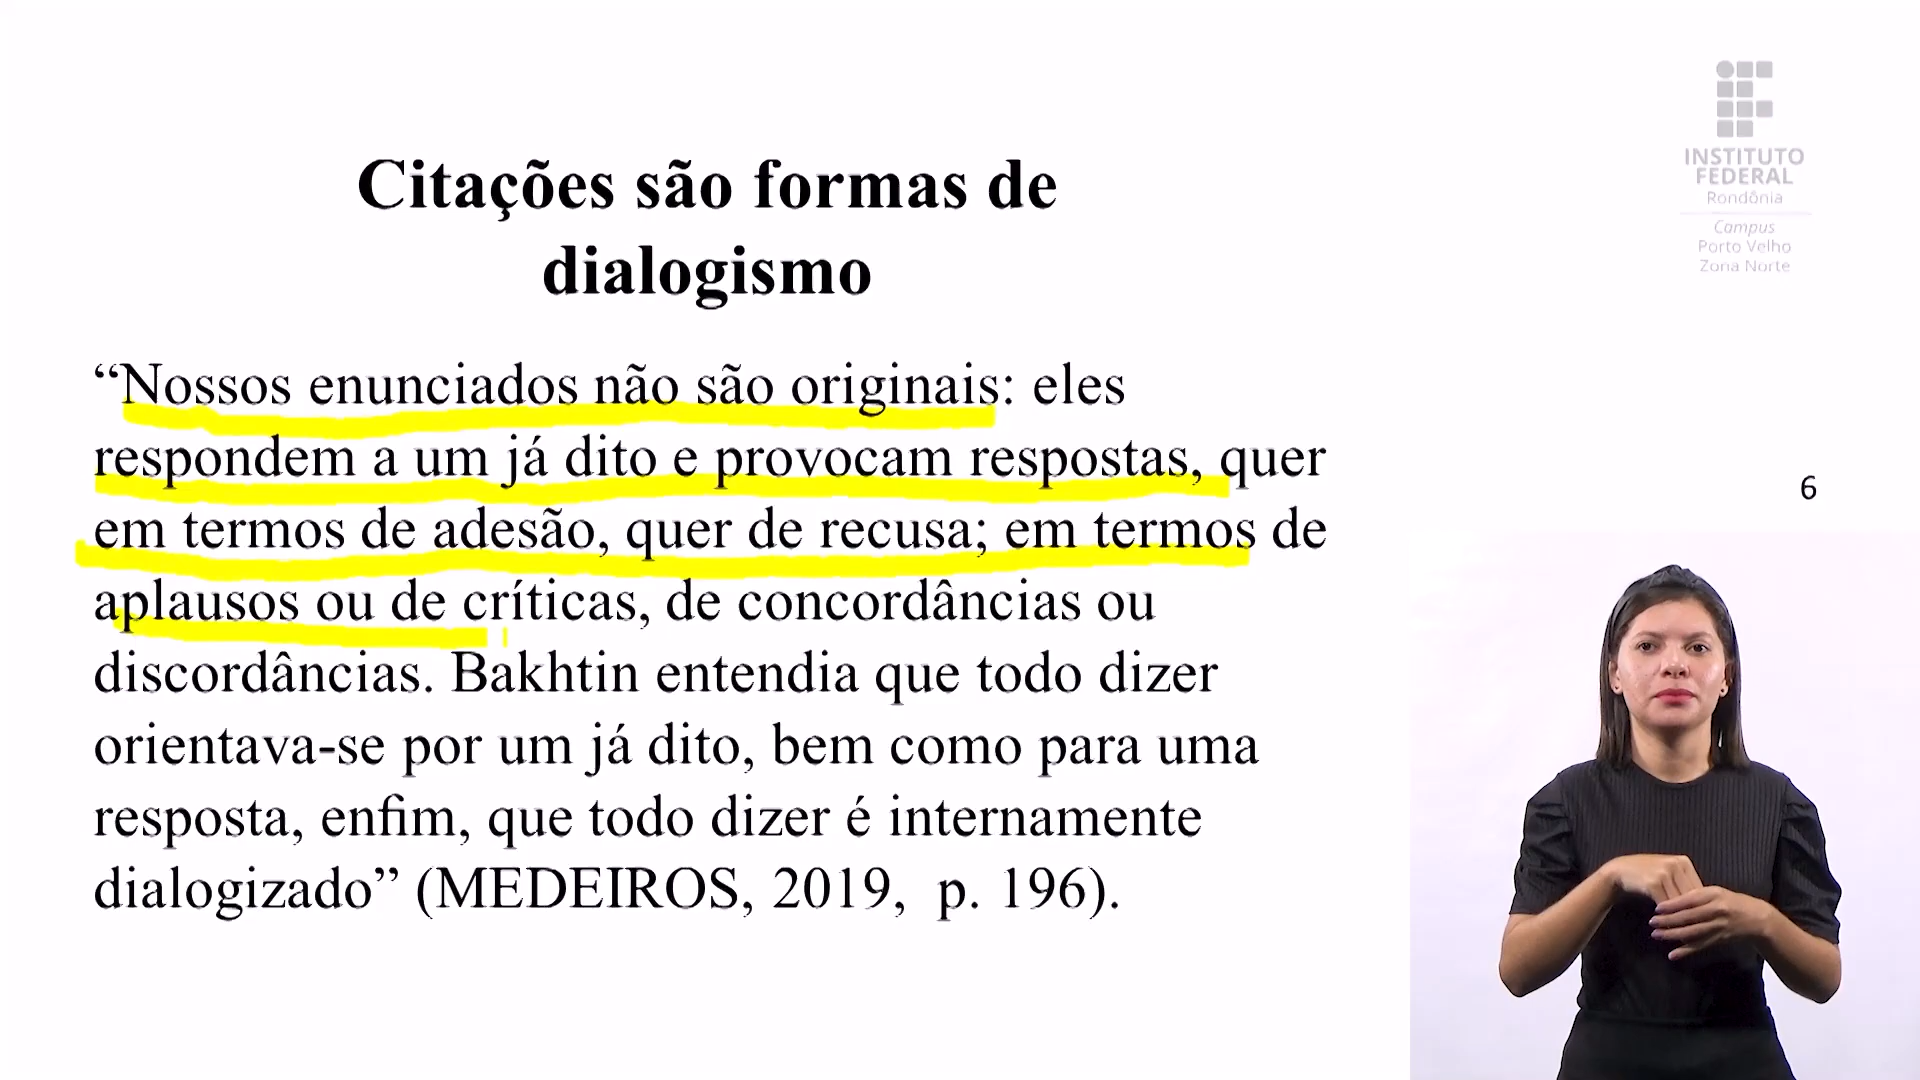 INSTITUTO
FEDERAL
Rondônia
Campus
Porto Velho
Zona Norte
Citações são formas de
dialogismo
“Nossos enunciados não são originais: eles
respondem a um já dito e provocam respostas, quer
em termos de adesão, quer de recusa; em termos de
aplausos ou de críticas, de concordâncias ou
discordâncias. Bakhtin entendia que todo dizer
orientava-se por um já dito, bem como para uma
resposta, enfim, que todo dizer é internamente
dialogizado” (MEDEIROS, 2019, p. 196).
6